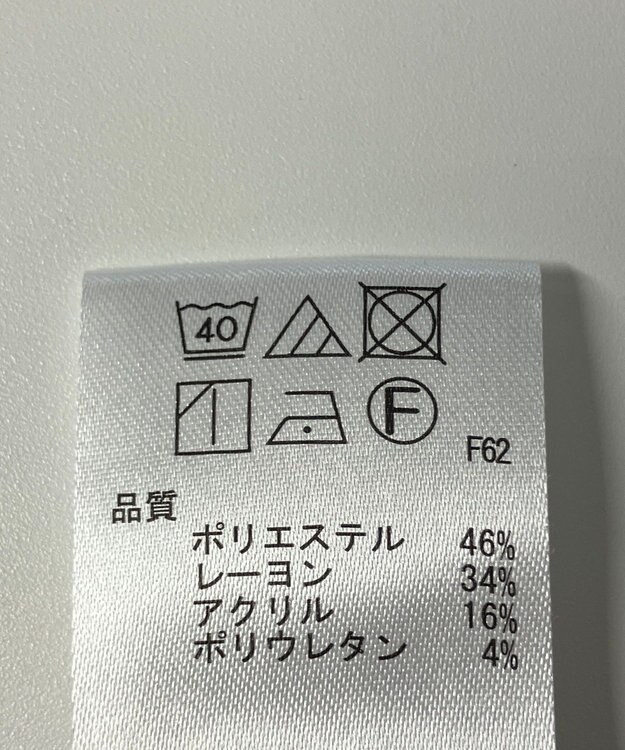 40
F
F62
品質
ポリエステル 46%
レーヨン 34%
アクリル 16%
ポリウレタン 4%